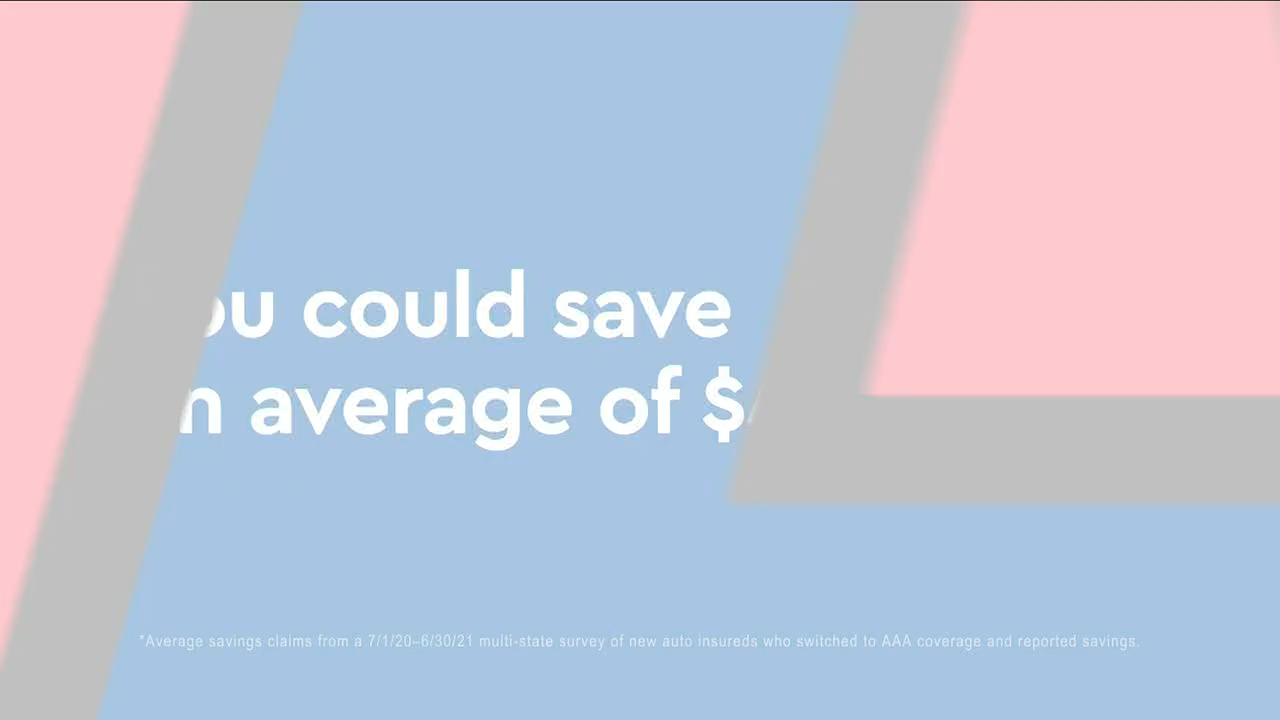 ou could save
n average of $
*Average savings claims from a 7/1/20–6/30/21 multi-state survey of new auto insureds who switched to AAA coverage and reported savings.